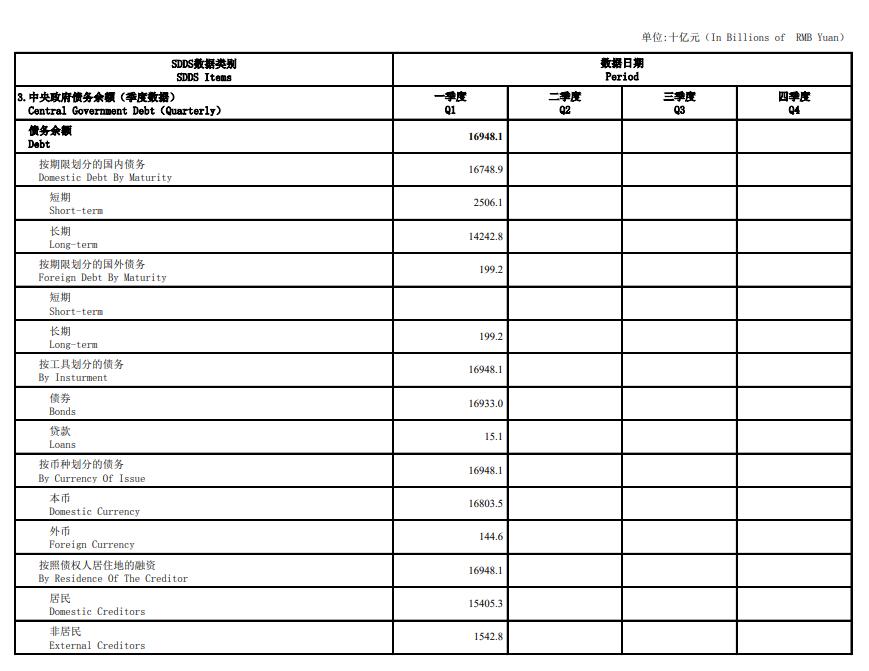 单位:十亿元（In Billions of RMB Yuan）
SDDS数据类别 数据日期
SDDS Items Period
3.中央政府债务余额（季度数据） 一季度 二季度 三季度 四季度
Central Government Debt（Quarterly） Q1 Q2 Q3 Q4
债务余额
Debt 16948.1
按期限划分的国内债务
Domestic Debt By Maturity 16748.9
短期
Short-term 2506.1
长期
Long-term 14242.8
按期限划分的国外债务
Foreign Debt By Maturity 199.2
短期
Short-term
长期
Long-term 199.2
按工具划分的债务
By Insturment 16948.1
债券
Bonds 16933.0
贷款
Loans 15.1
按币种划分的债务
By Currency Of Issue 16948.1
本币
Domestic Currency 16803.5
外币
Foreign Currency 144.6
按照债权人居住地的融资
By Residence Of The Creditor 16948.1
居民
Domestic Creditors 15405.3
非居民
External Creditors 1542.8